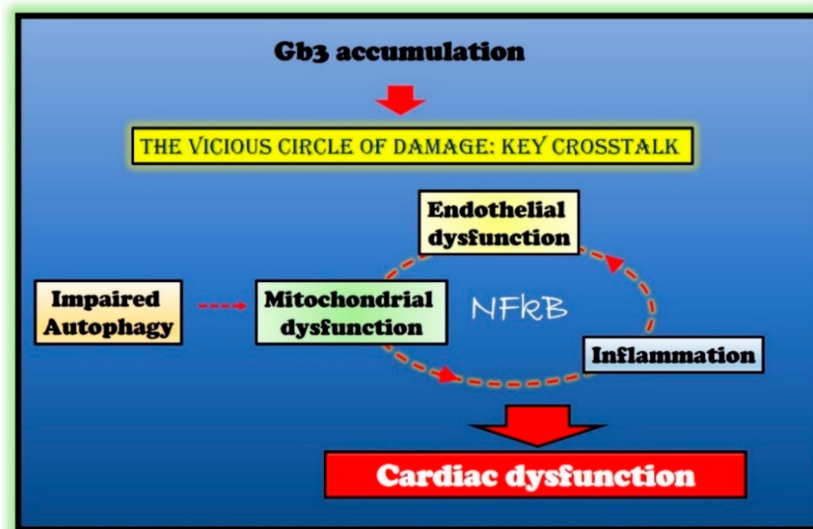 Gb3 accumulation
THE VICIOUS CIRCLE OF DAMAGE: KEY CROSSTALK
Endothelial
dysfunction
Impaired
Autophagy
Mitochondrial
dysfunction
NFkB
Inflammation
Cardiac dysfunction